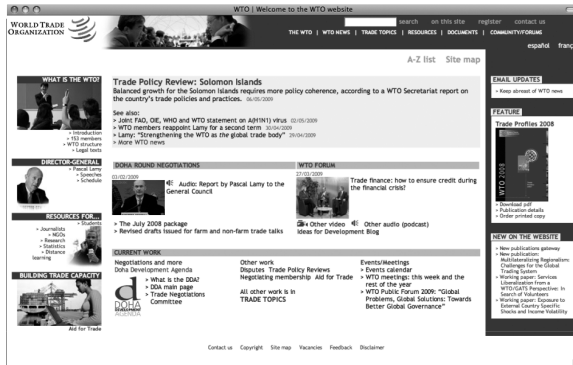 WTO | Welcome to the WTO website
WORLD TRADE
ORGANIZATION
search on this site register contact us
THE WTO | WTO NEWS | TRADE TOPICS | RESOURCES | DOCUMENTS | COMMUNITY/FORUMS
español franç
A-Z list Site map
WHAT IS THE WTO?
> Introduction
> 153 members
> WTO structure
> Legal texts
DIRECTOR-GENERAL
> Pascal Lamy
> Speeches
> Schedule
RESOURCES FOR...
> Students
> Journalists
> NGOs
> Research
> Statistics
> Distance
learning
BUILDING TRADE CAPACITY
Aid for Trade
Trade Policy Review: Solomon Islands
Balanced growth for the Solomon Islands requires more policy coherence, according to a WTO Secretariat report on
the country's trade policies and practices. 06/05/2009
See also:
> Joint FAO, OIE, WHO and WTO statement on A(H1N1) virus 02/05/2009
> WTO members reappoint Lamy for a second term 30/04/2009
> Lamy: "Strengthening the WTO as the global trade body" 29/04/2009
> More WTO news
DOHA ROUND NEGOTIATIONS
03/02/2009
Audio: Report by Pascal Lamy to the
General Council
> The July 2008 package
> Revised drafts issued for farm and non-farm trade talks
WTO FORUM
27/03/2009
Trade finance: how to ensure credit during
the financial crisis?
Other video Other audio (podcast)
Ideas for Development Blog
CURRENT WORK
Negotiations and more
Doha Development Agenda
DOHA
DEVELOPMENT
AGENDA
> What is the DDA?
> DDA main page
> Trade Negotiations
Committee
Other work
Disputes Trade Policy Reviews
Negotiating membership Aid for Trade
All other work is in
TRADE TOPICS
Events/Meetings
> Events calendar
> WTO meetings: this week and the
rest of the year
> WTO Public Forum 2009: "Global
Problems, Global Solutions: Towards
Better Global Governance"
EMAIL UPDATES
> Keep abreast of WTO news
FEATURE
Trade Profiles 2008
WTO 2008
> Download pdf
> Publication details
> Order printed copy
NEW ON THE WEBSITE
> New publications gateway
> New publication:
Multilateralizing Regionalism:
Challenges for the Global
Trading System
> Working paper: Services
Liberalization from a
WTO/GATS Perspective: In
Search of Volunteers
> Working paper: Exposure to
External Country Specific
Shocks and Income Volatility
Contact us Copyright Site map Vacancies Feedback Disclaimer